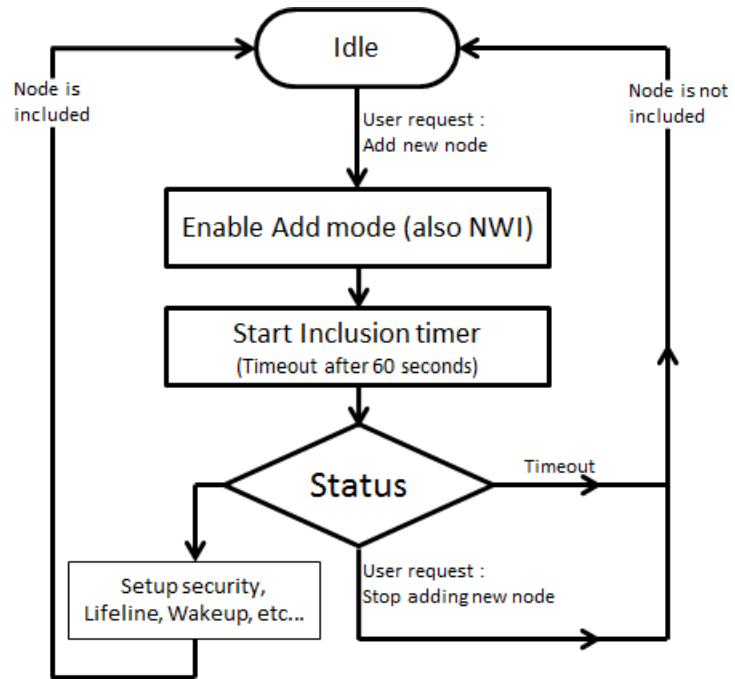 Idle
Node is
included
Node is not
included
User request :
Add new node
Enable Add mode (also NWI)
Start Inclusion timer
(Timeout after 60 seconds)
Status
Timeout
User request :
Stop adding new node
Setup security,
Lifeline, Wakeup, etc...